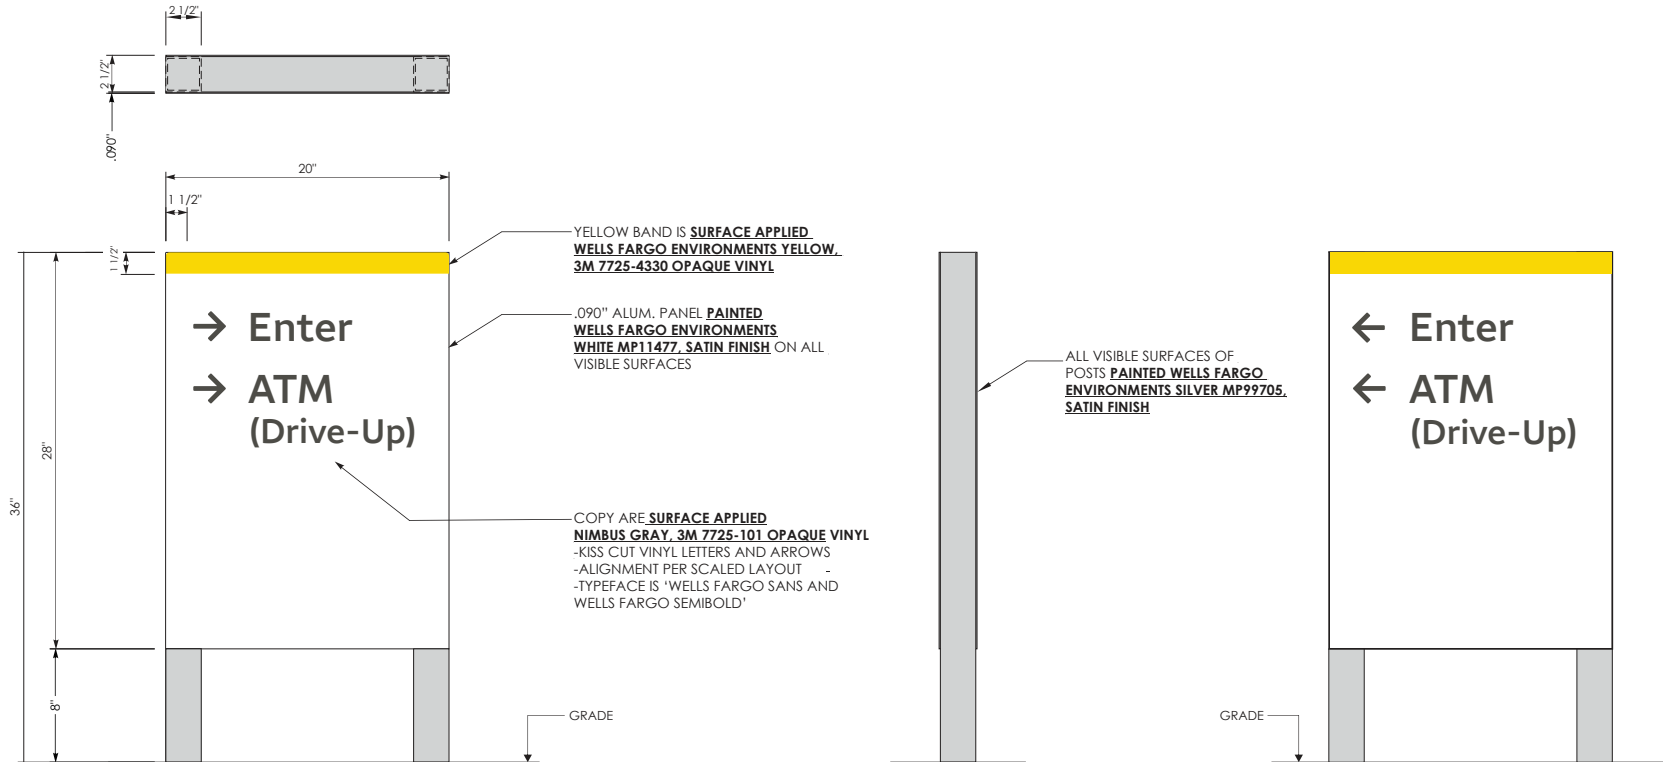 2 1/2"
2 1/2"
.090"
20"
1 1/2"
1 1/2"
28"
36"
8"
→ Enter
→ ATM
(Drive-Up)
YELLOW BAND IS SURFACE APPLIED
WELLS FARGO ENVIRONMENTS YELLOW,
3M 7725-4330 OPAQUE VINYL
.090” ALUM. PANEL PAINTED
WELLS FARGO ENVIRONMENTS
WHITE MP11477, SATIN FINISH ON ALL
VISIBLE SURFACES
COPY ARE SURFACE APPLIED
NIMBUS GRAY, 3M 7725-101 OPAQUE VINYL
-KISS CUT VINYL LETTERS AND ARROWS
-ALIGNMENT PER SCALED LAYOUT -
-TYPEFACE IS ‘WELLS FARGO SANS AND
WELLS FARGO SEMIBOLD’
GRADE
ALL VISIBLE SURFACES OF
POSTS PAINTED WELLS FARGO
ENVIRONMENTS SILVER MP99705,
SATIN FINISH
← Enter
← ATM
(Drive-Up)
GRADE